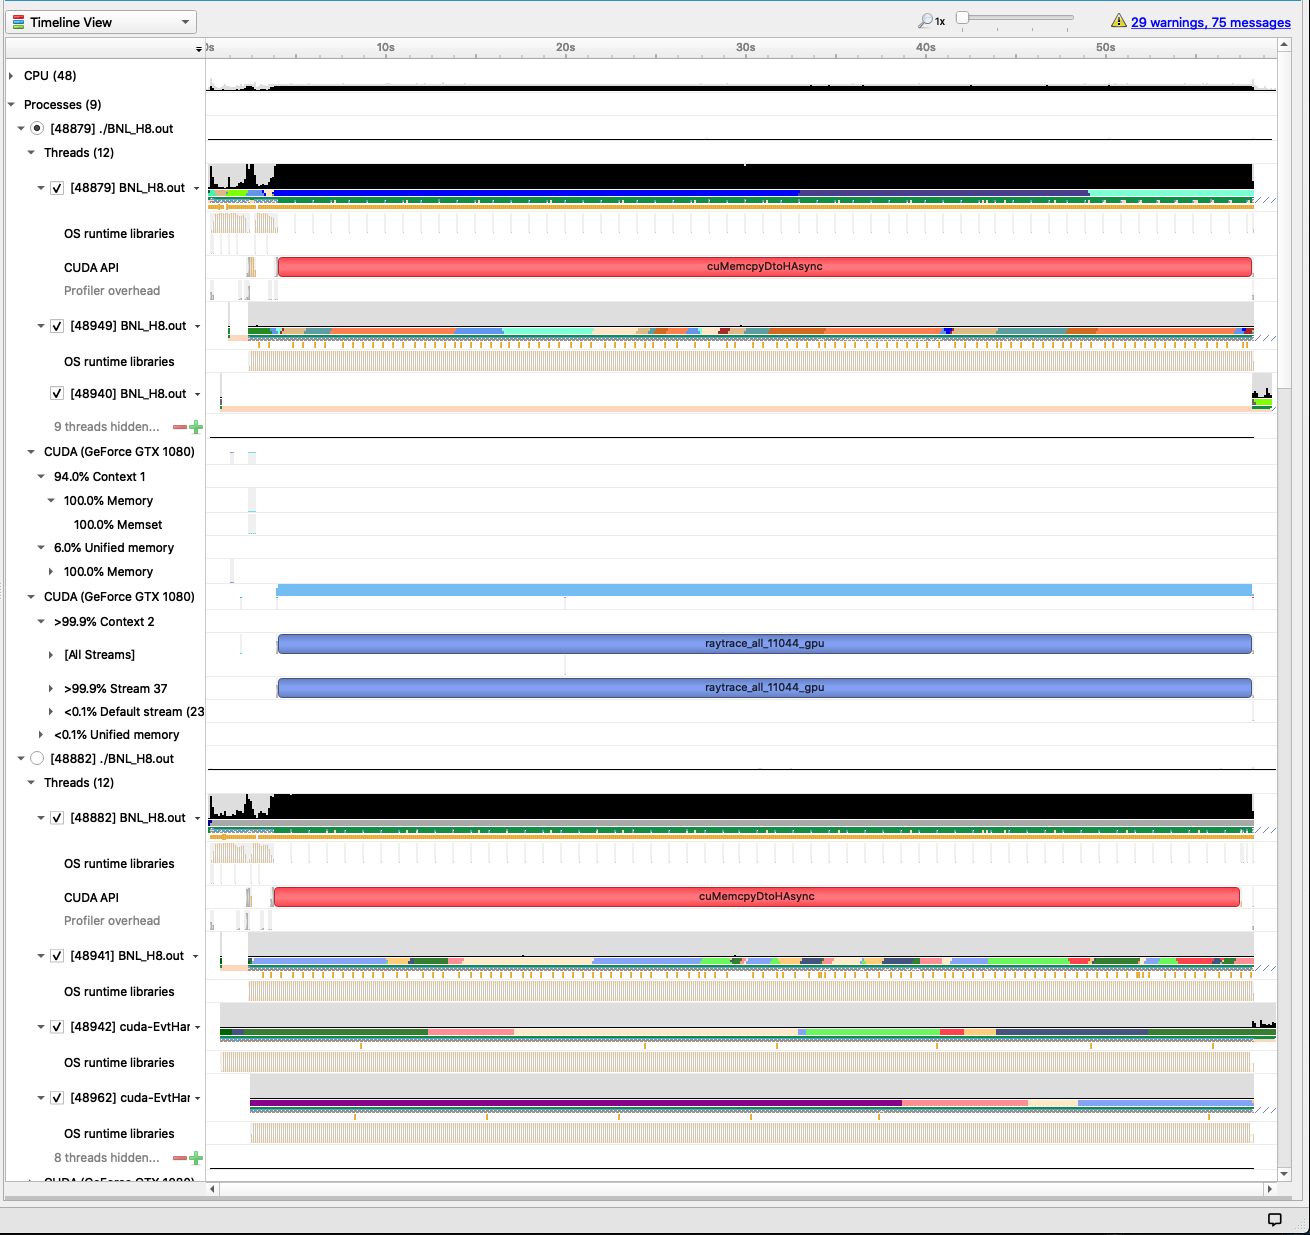 Timeline View
1x
29 warnings, 75 messages
0s 10s 20s 30s 40s 50s
CPU (48)
Processes (9)
[48879] ./BNL_H8.out
Threads (12)
[48879] BNL_H8.out
OS runtime libraries
CUDA API
cuMemcpyDtoHAsync
Profiler overhead
[48949] BNL_H8.out
OS runtime libraries
[48940] BNL_H8.out
9 threads hidden...
CUDA (GeForce GTX 1080)
94.0% Context 1
100.0% Memory
100.0% Memset
6.0% Unified memory
100.0% Memory
CUDA (GeForce GTX 1080)
>99.9% Context 2
[All Streams]
raytrace_all_11044_gpu
>99.9% Stream 37
raytrace_all_11044_gpu
<0.1% Default stream (23
<0.1% Unified memory
[48882] ./BNL_H8.out
Threads (12)
[48882] BNL_H8.out
OS runtime libraries
CUDA API
cuMemcpyDtoHAsync
Profiler overhead
[48941] BNL_H8.out
OS runtime libraries
[48942] cuda-EvtHar
OS runtime libraries
[48962] cuda-EvtHar
OS runtime libraries
8 threads hidden...
CUDA (GeForce GTX 1080)